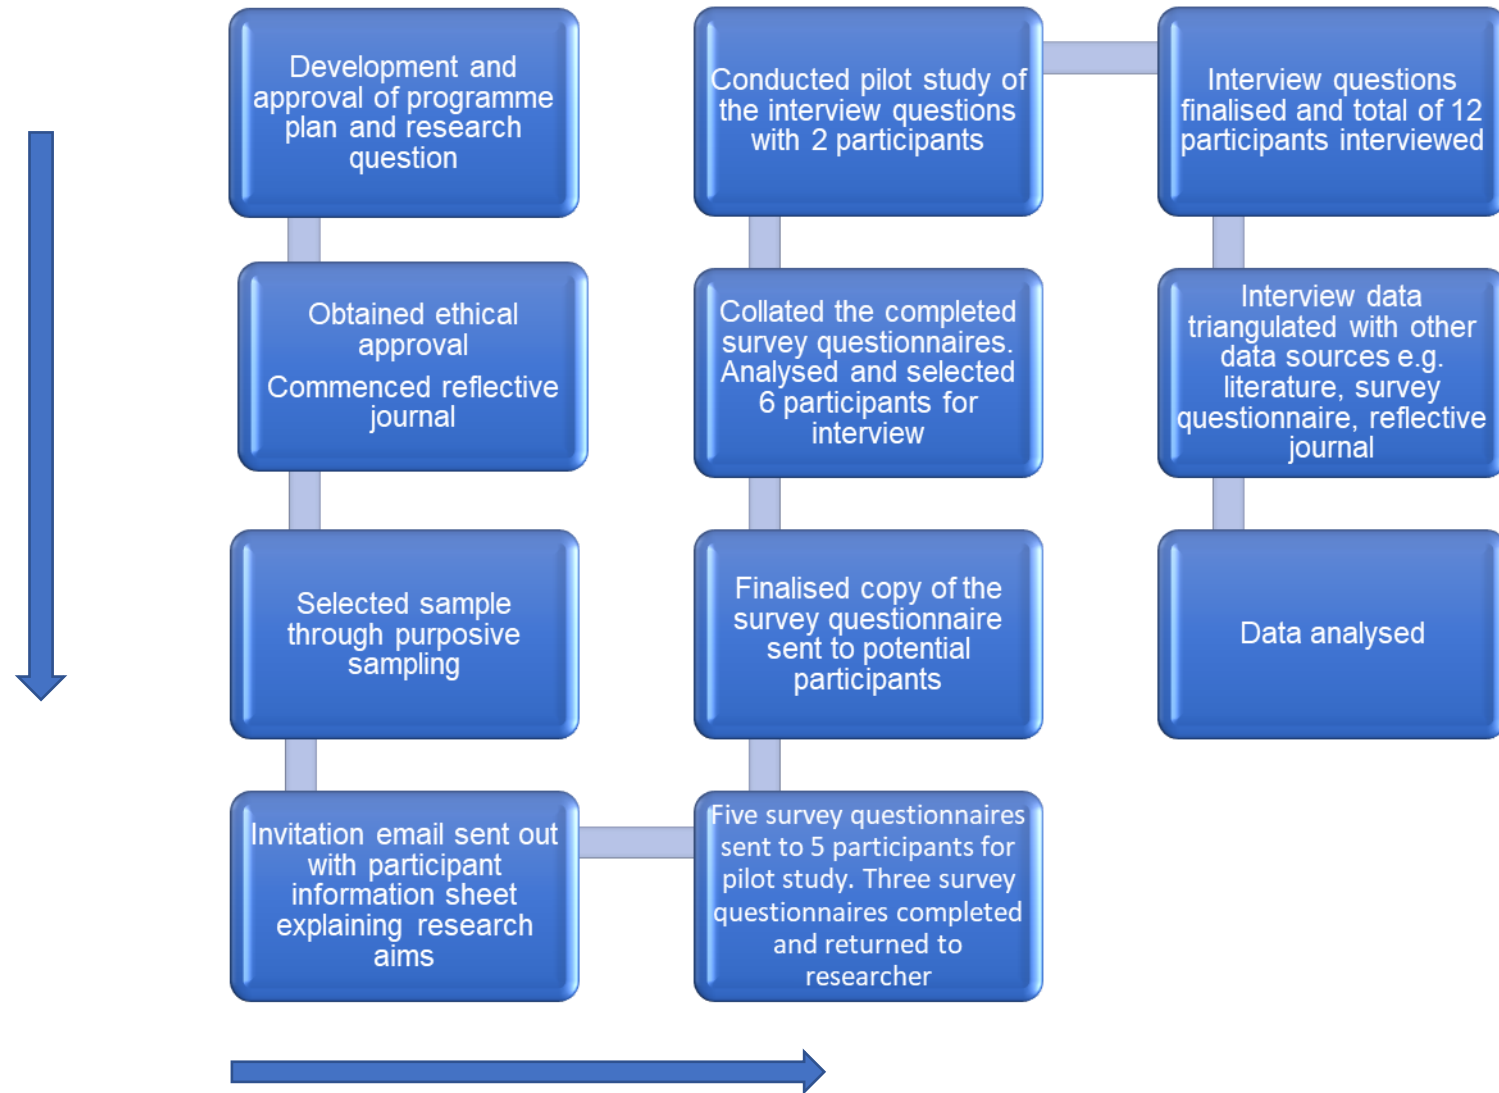 Development and
approval of programme
plan and research
question
Obtained ethical
approval
Commenced reflective
journal
Selected sample
through purposive
sampling
Invitation email sent out
with participant
information sheet
explaining research
aims
Five survey questionnaires
sent to 5 participants for
pilot study. Three survey
questionnaires completed
and returned to
researcher
Finalised copy of the
survey questionnaire
sent to potential
participants
Collated the completed
survey questionnaires.
Analysed and selected
6 participants for
interview
Conducted pilot study of
the interview questions
with 2 participants
Interview questions
finalised and total of 12
participants interviewed
Interview data
triangulated with other
data sources e.g.
literature, survey
questionnaire, reflective
journal
Data analysed